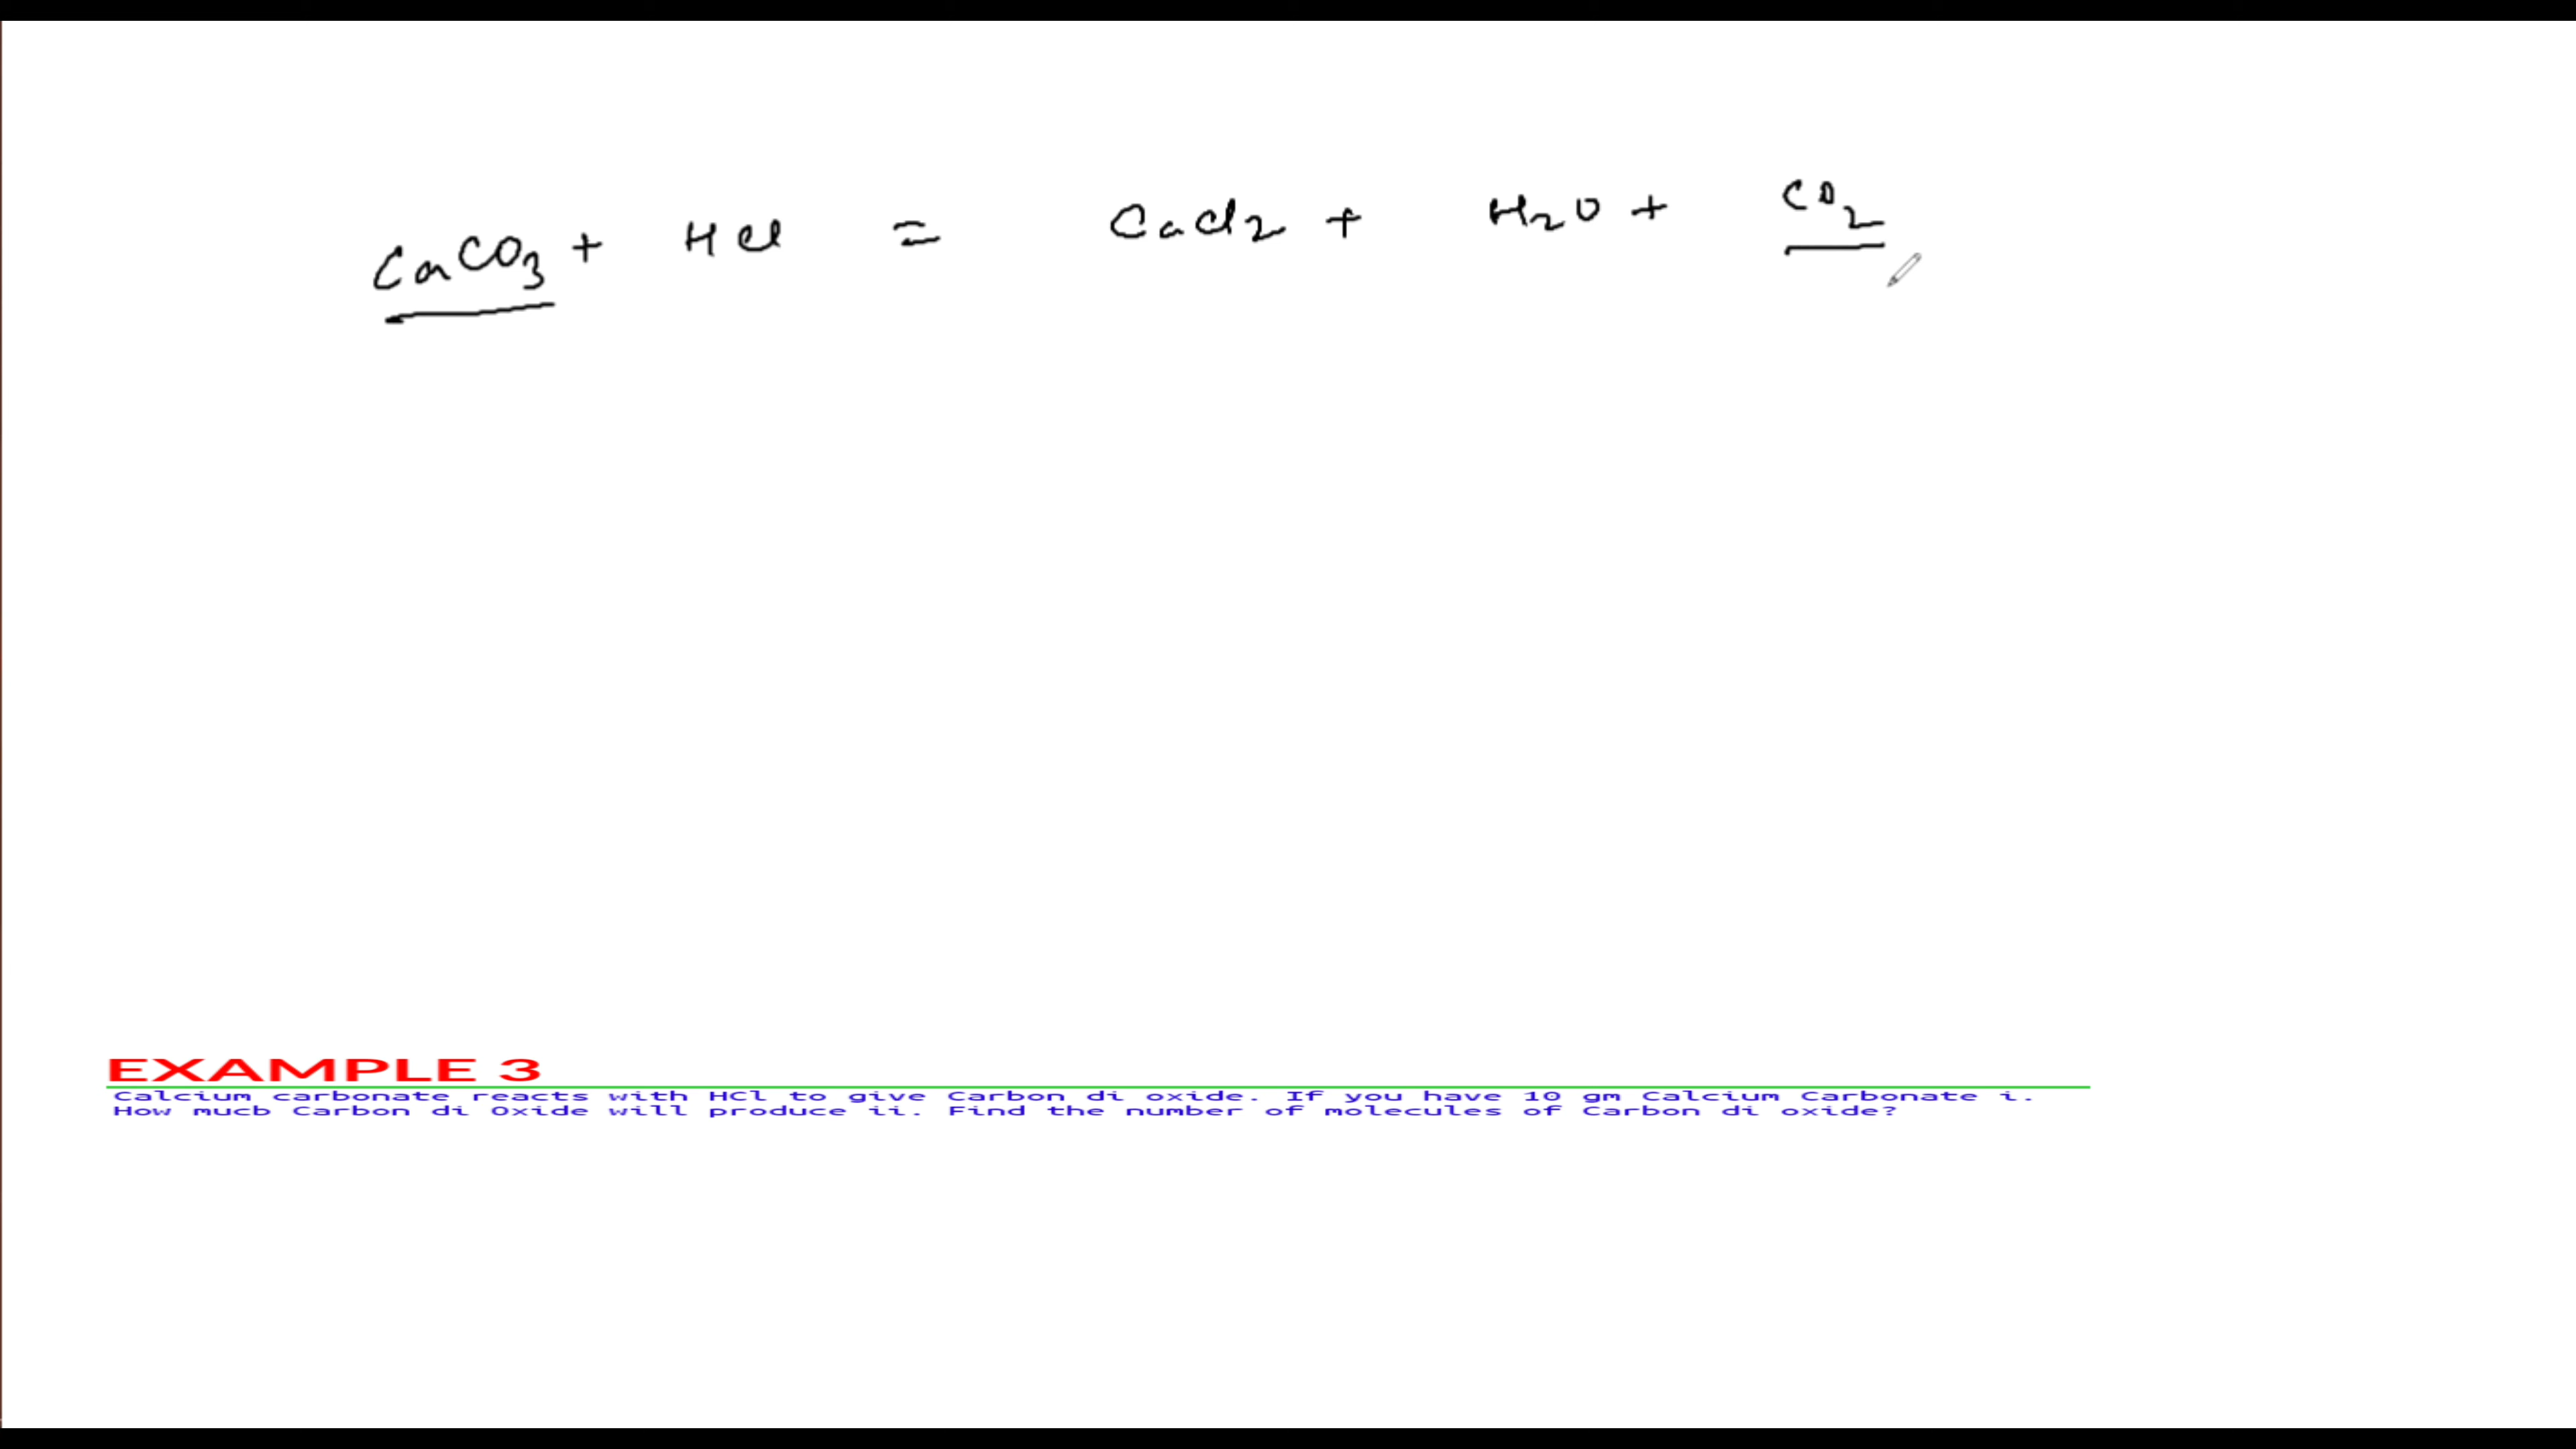 CaCO3 + HCl = CaCl2 + H2O + CO2
EXAMPLE 3
Calcium carbonate reacts with HCl to give Carbon di oxide. If you have 10 gm Calcium Carbonate i.
How mucb Carbon di Oxide will produce ii. Find the number of molecules of Carbon di oxide?